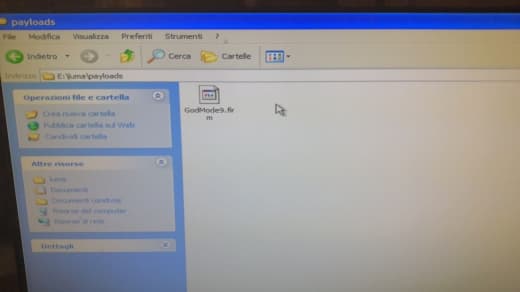 payloads
File Modifica Visualizza Preferiti Strumenti ?
Indietro Cerca Cartelle
Indirizzo E:\luma\payloads
Operazioni file e cartella
Crea nuova cartella
Pubblica cartella sul Web
Condividi cartella
GodMode9.fir
m
Altre risorse
luma
Documenti
Documenti condivisi
Risorse del computer
Risorse di rete
Dettagli